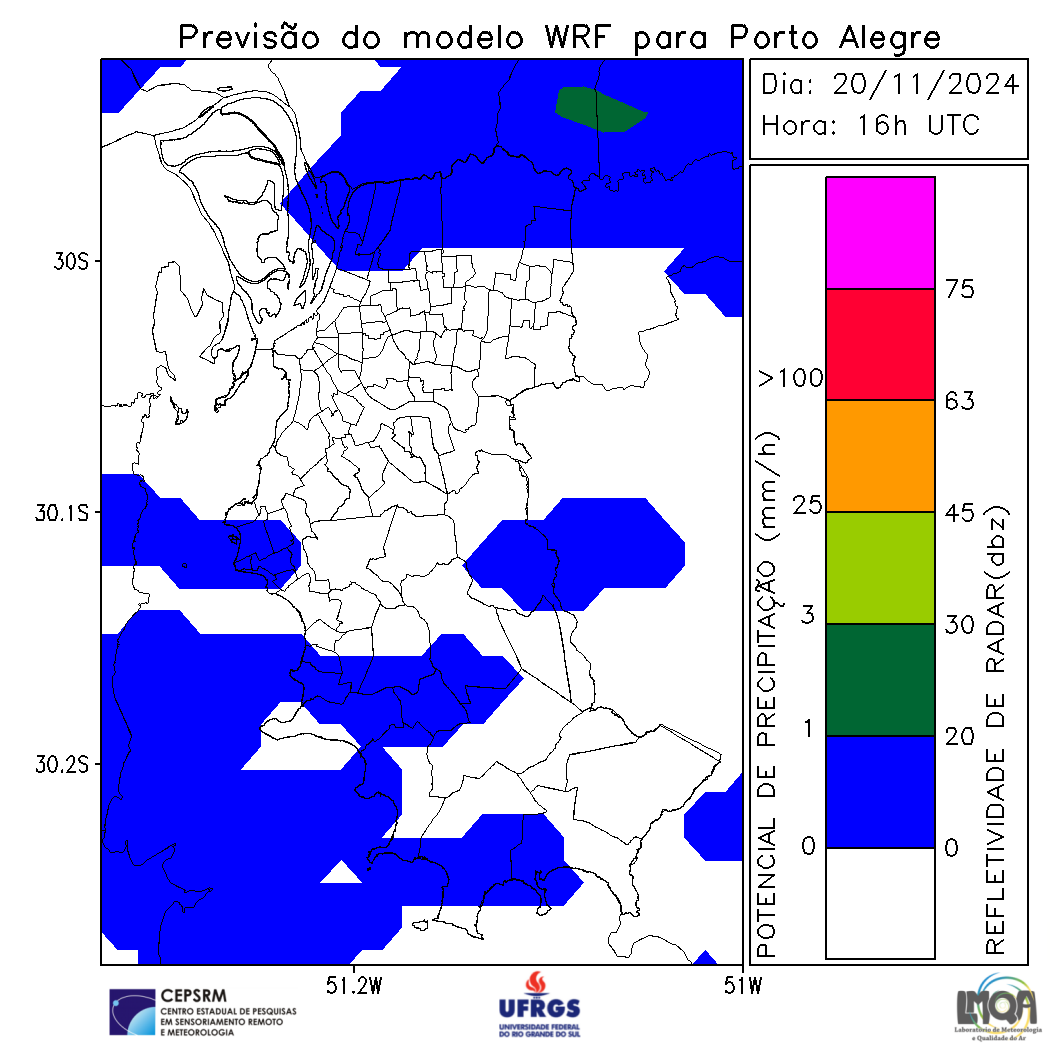 Previsão do modelo WRF para Porto Alegre
Dia: 20/11/2024
Hora: 16h UTC
30S
30.1S
30.2S
51.2W
51W
POTENCIAL DE PRECIPITAÇÃO (mm/h)
>100
25
3
1
0
75
63
45
30
20
0
REFLETIVIDADE DE RADAR(dbz)
CEPSRM
CENTRO ESTADUAL DE PESQUISAS
EM SENSORIAMENTO REMOTO
E METEOROLOGIA
UFRGS
UNIVERSIDADE FEDERAL
DO RIO GRANDE DO SUL
LMQA
Laboratório de Meteorologia
e Qualidade do Ar